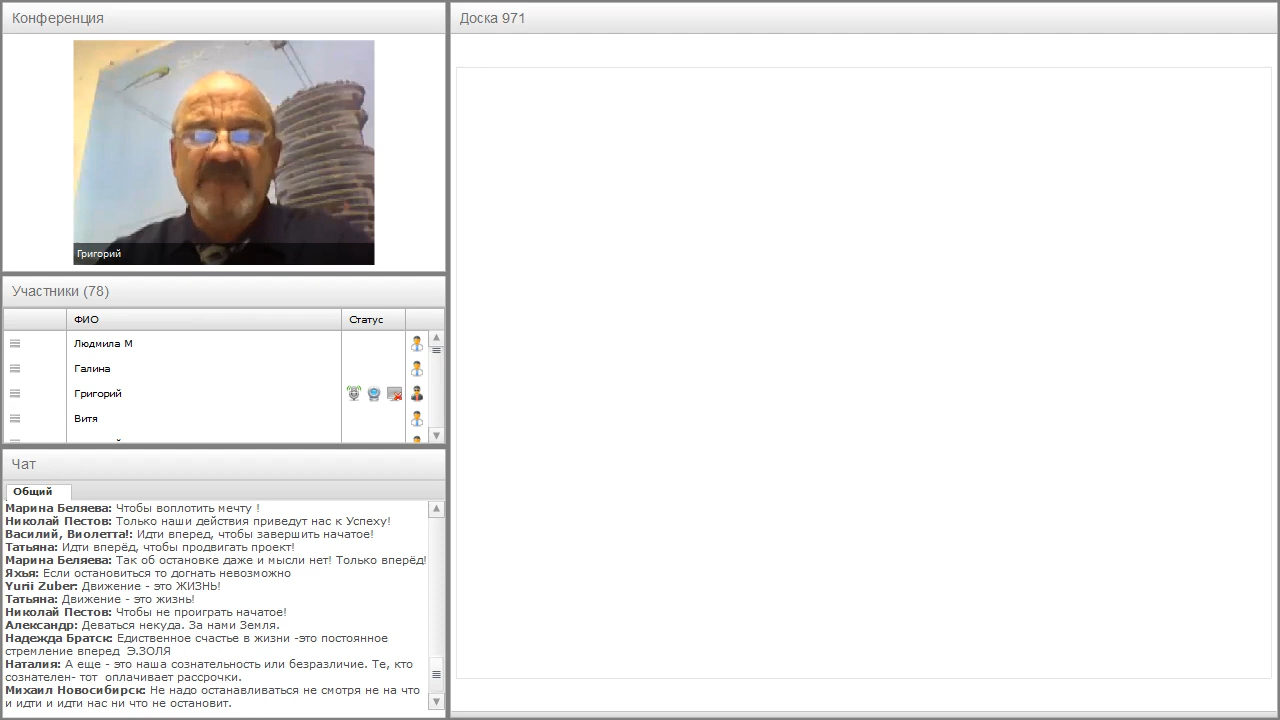 Конференция
Григорий
Участники (78)
ФИО Статус
Людмила М
Галина
Григорий
Витя
Чат
Общий
Марина Беляева: Чтобы воплотить мечту !
Николай Пестов: Только наши действия приведут нас к Успеху!
Василий, Виолетта!: Идти вперед, чтобы завершить начатое!
Татьяна: Идти вперёд, чтобы продвигать проект!
Марина Беляева: Так об остановке даже и мысли нет! Только вперёд!
Яхья: Если остановиться то догнать невозможно
Yurii Zuber: Движение - это ЖИЗНЬ!
Татьяна: Движение - это жизнь!
Николай Пестов: Чтобы не проиграть начатое!
Александр: Деваться некуда. За нами Земля.
Надежда Братск: Едиственное счастье в жизни -это постоянное
стремление вперед Э.ЗОЛЯ
Наталия: А еще - это наша сознательность или безразличие. Те, кто
сознателен- тот оплачивает рассрочки.
Михаил Новосибирск: Не надо останавливаться не смотря не на что
и идти и идти нас ни что не установит.
Доска 971